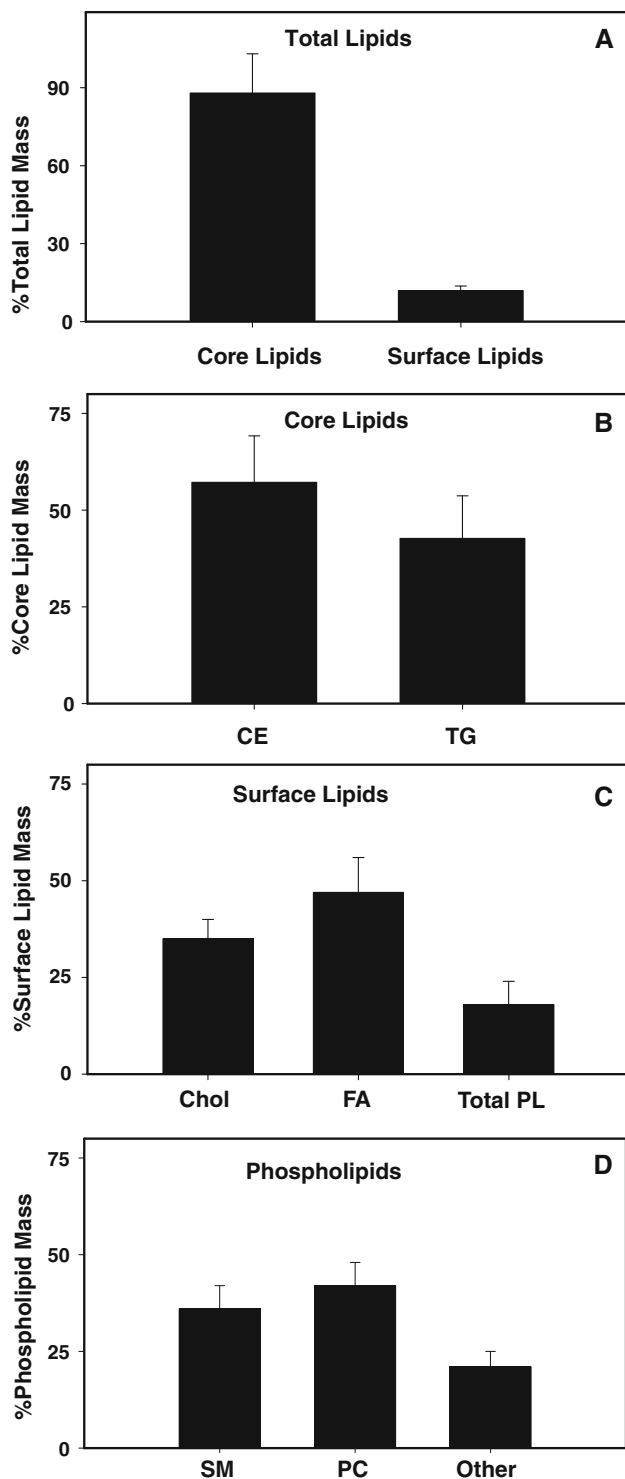 Total Lipids
A
%Total Lipid Mass
90
60
30
0
Core Lipids Surface Lipids
Core Lipids
B
%Core Lipid Mass
75
50
25
0
CE TG
Surface Lipids
C
%Surface Lipid Mass
75
50
25
0
Chol FA Total PL
Phospholipids
D
%Phospholipid Mass
75
50
25
0
SM PC Other